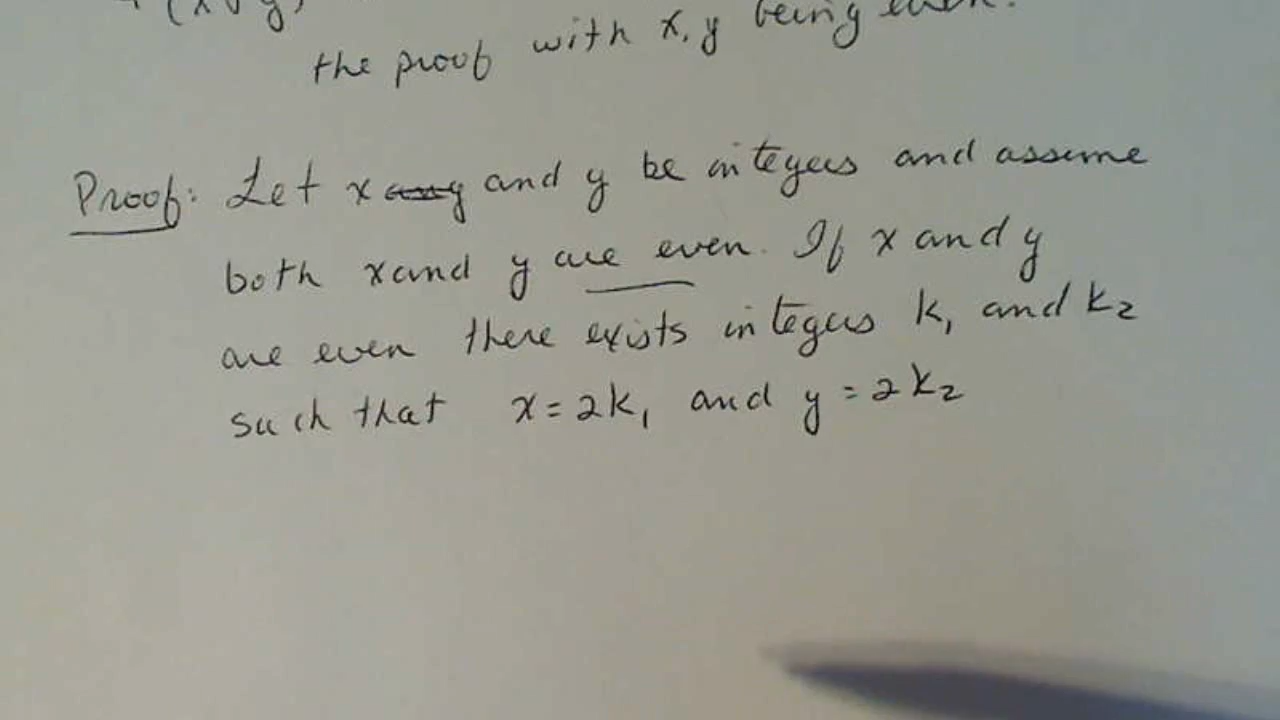 the proof with x, y being
Proof: Let x and y be integers and assume
both x and y are even. If x and y
are even there exists integers k₁ and k₂
such that x = 2k₁ and y = 2k₂